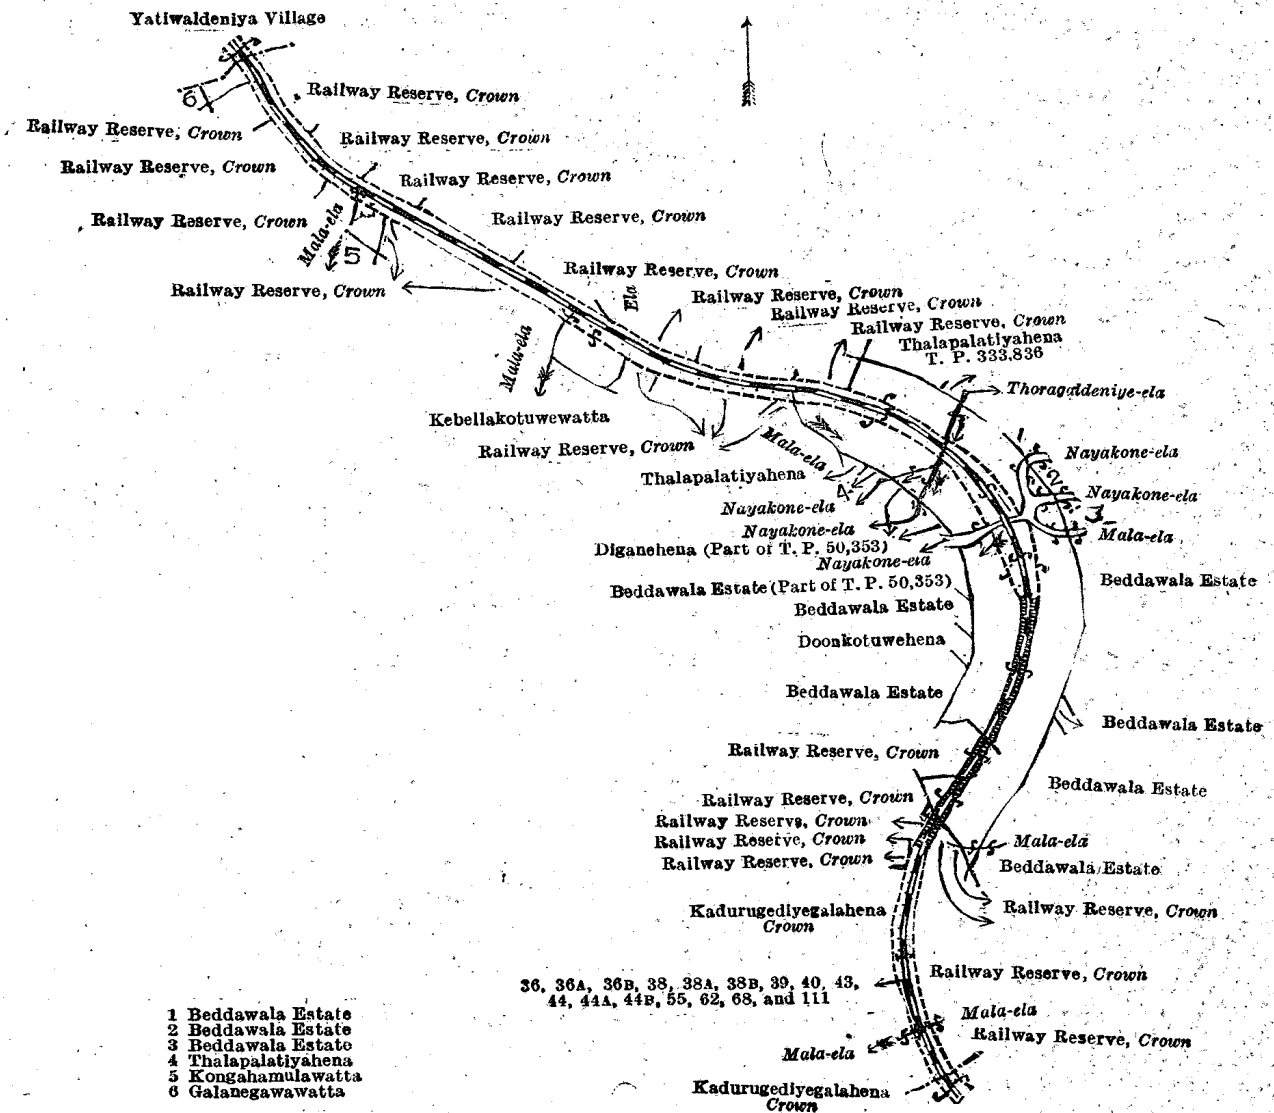 Yatiwaldeniya Village
6
Railway Reserve, Crown
Railway Reserve, Crown
Railway Reserve, Crown
Railway Reserve, Crown
Railway Reserve, Crown
Railway Reserve, Crown
Railway Reserve, Crown
Mala-ela
5
Railway Reserve, Crown
Railway Reserve, Crown
Ela
Railway Reserve, Crown
Railway Reserve, Crown
Railway Reserve, Crown
Thalapalatiyahena
T. P. 333,836
Mala-ela
Thoragaldeniye-ela
Kebellakotuwewatta
Railway Reserve, Crown
Mala-ela
Thalapalatiyahena
4
1
Nayakone-ela
Nayakone-ela
3
Mala-ela
Nayakone-ela
Nayakone-ela
Diganehena (Part of T. P. 50,353)
Nayakone-ela
Beddawala Estate (Part of T. P. 50,353)
Beddawala Estate
Beddawala Estate
Doonkotuwehena
Beddawala Estate
Beddawala Estate
Railway Reserve, Crown
Beddawala Estate
Railway Reserve, Crown
Railway Reserve, Crown
Railway Reserve, Crown
Railway Reserve, Crown
Mala-ela
Beddawala Estate
Railway Reserve, Crown
Kadurugediyegalahena
Crown
Railway Reserve, Crown
36, 36A, 36B, 38, 38A, 38B, 39, 40, 43,
44, 44A, 44B, 55, 62, 68, and 111
Mala-ela
Railway Reserve, Crown
Mala-ela
Kadurugediyegalahena
Crown
1 Beddawala Estate
2 Beddawala Estate
3 Beddawala Estate
4 Thalapalatiyahena
5 Kongahamulawatta
6 Galanegawawatta